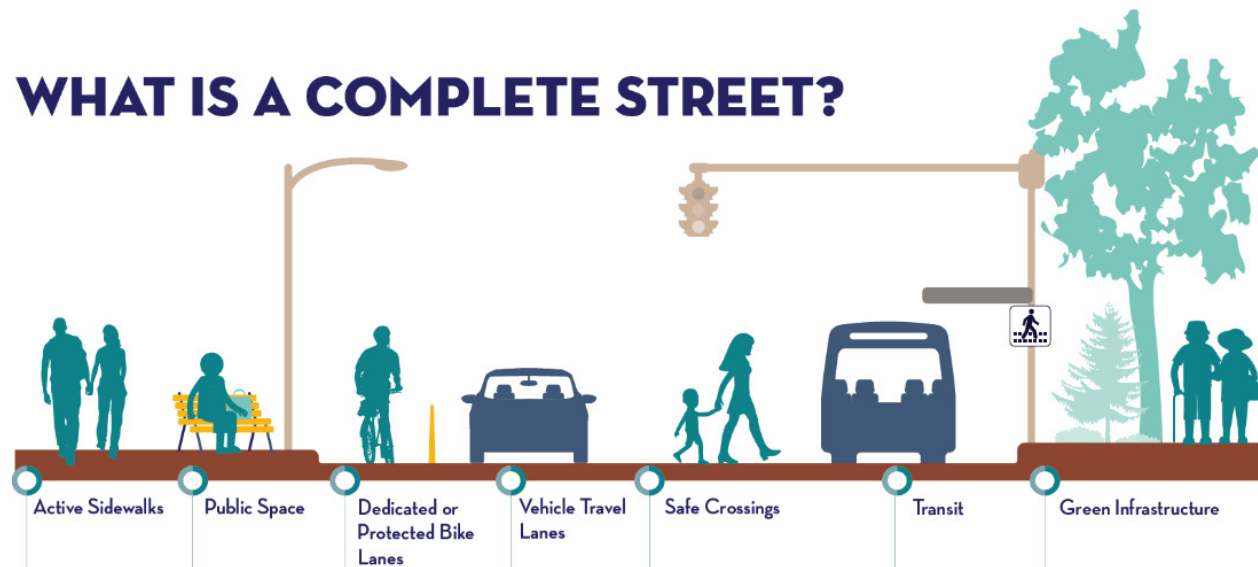 WHAT IS A COMPLETE STREET?
Active Sidewalks
Public Space
Dedicated or
Protected Bike
Lanes
Vehicle Travel
Lanes
Safe Crossings
Transit
Green Infrastructure